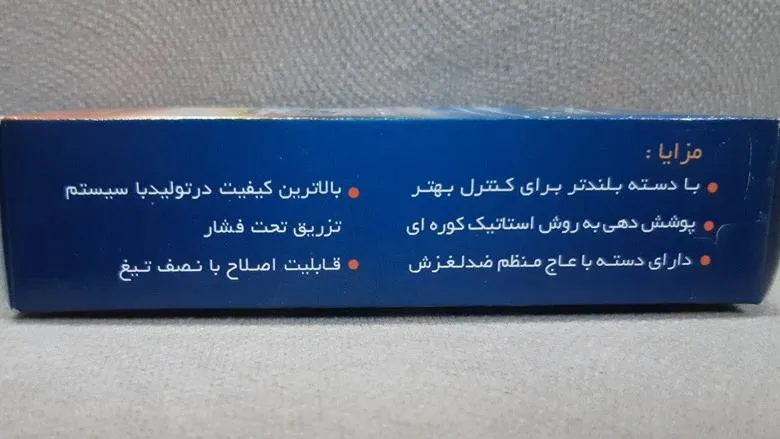 مزایا :
با دسته بلندتر برای کنترل بهتر
پوشش دهی به روش استاتیک کوره ای
دارای دسته با عاج منظم ضدلغزش
بالاترین کیفیت درتولیدبا سیستم
تزریق تحت فشار
قابلیت اصلاح با نصف تیغ